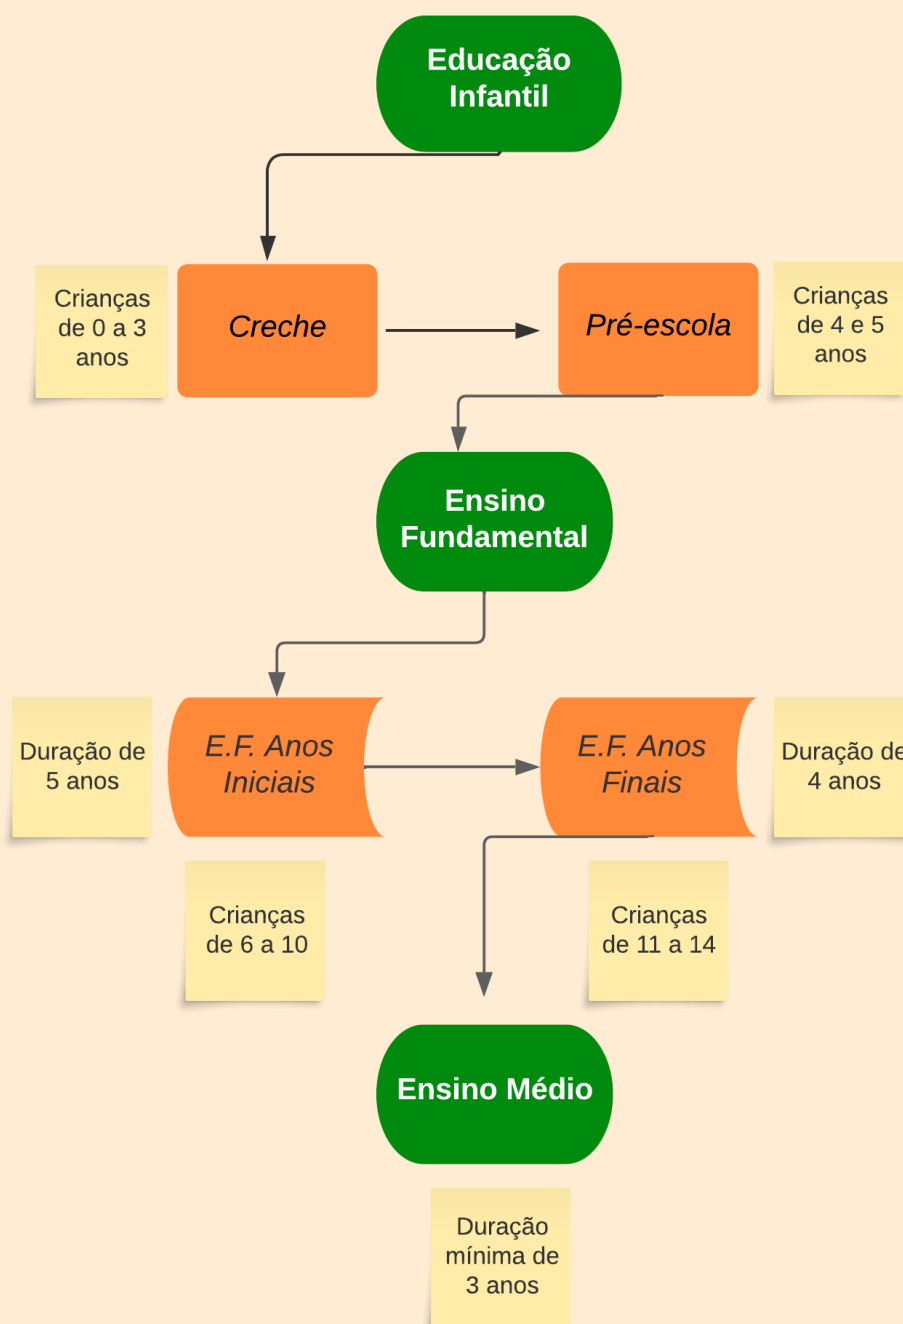 Educação
Infantil
Crianças
de 0 a 3
anos
Creche
Pré-escola
Crianças
de 4 e 5
anos
Ensino
Fundamental
Duração de
5 anos
E.F. Anos
Iniciais
E.F. Anos
Finais
Duração de
4 anos
Crianças
de 6 a 10
Crianças
de 11 a 14
Ensino Médio
Duração
mínima de
3 anos